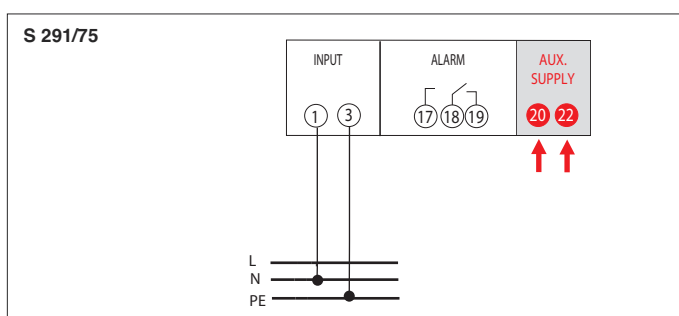 S 291/75
INPUT
ALARM
AUX.
SUPPLY
1 3
17 18 19
20 22
L
N
PE